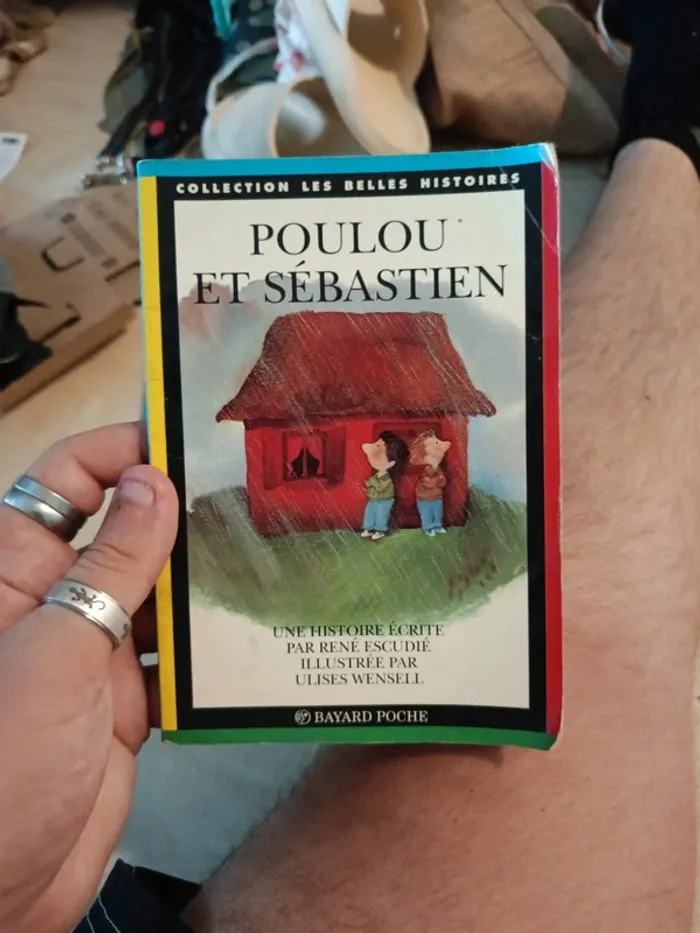 COLLECTION LES BELLES HISTOIRES
POULOU
ET SÉBASTIEN
UNE HISTOIRE ÉCRITE
PAR RENÉ ESCUDIÉ
ILLUSTRÉE PAR
ULISES WENSELL
BAYARD POCHE